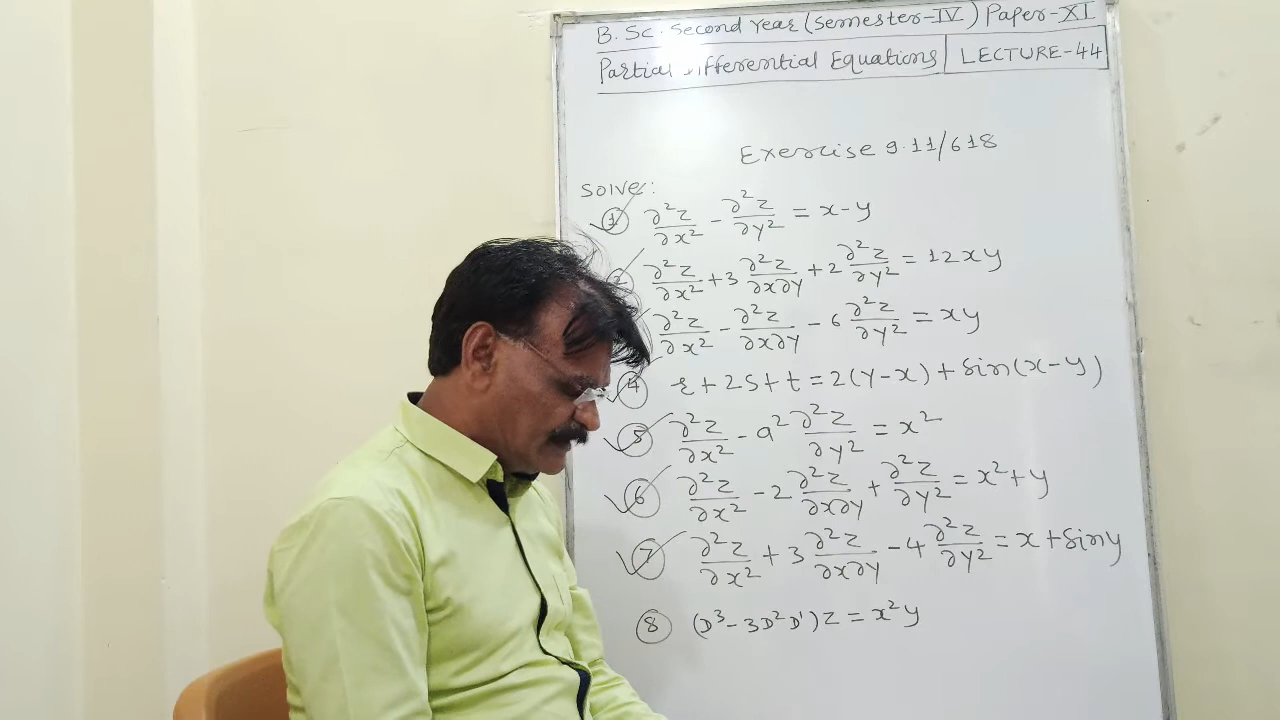 B.Sc. Second Year (Semester-IV) Paper-XI
Partial Differential Equations LECTURE-44
Exercise 9.11/618
Solve:
① ∂²z/∂x² - ∂²z/∂y² = x-y
∂²z/∂x² + 3 ∂²z/∂x∂y + 2 ∂²z/∂y² = 12xy
∂²z/∂x² - ∂²z/∂x∂y - 6 ∂²z/∂y² = xy
④ r + 2s + t = 2(y-x) + sin(x-y)
⑤ ∂²z/∂x² - a² ∂²z/∂y² = x²
⑥ ∂²z/∂x² - 2 ∂²z/∂x∂y + ∂²z/∂y² = x² + y
⑦ ∂²z/∂x² + 3 ∂²z/∂x∂y - 4 ∂²z/∂y² = x + sin y
⑧ (D³ - 3D²D')z = x²y